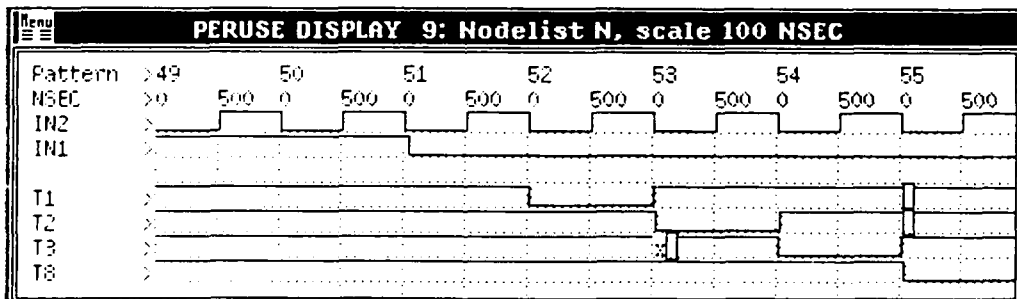 Menu PERUSE DISPLAY 9: Nodelist N, scale 100 NSEC
Pattern >49 50 51 52 53 54 55
NSEC >0 500 0 500 0 500 0 500 0 500 0 500 0 500
IN2 >
IN1 >
T1 >
T2 >
T3 >
T8 >